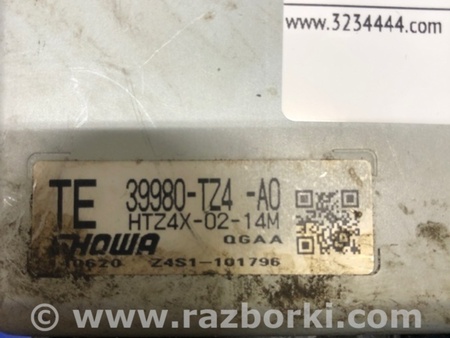 www.3234444.com
TE 39980-TZ4 -A0
HTZ4X-02-14M
SHOWA QGAA
Z4S1-101796
www.razborki.com